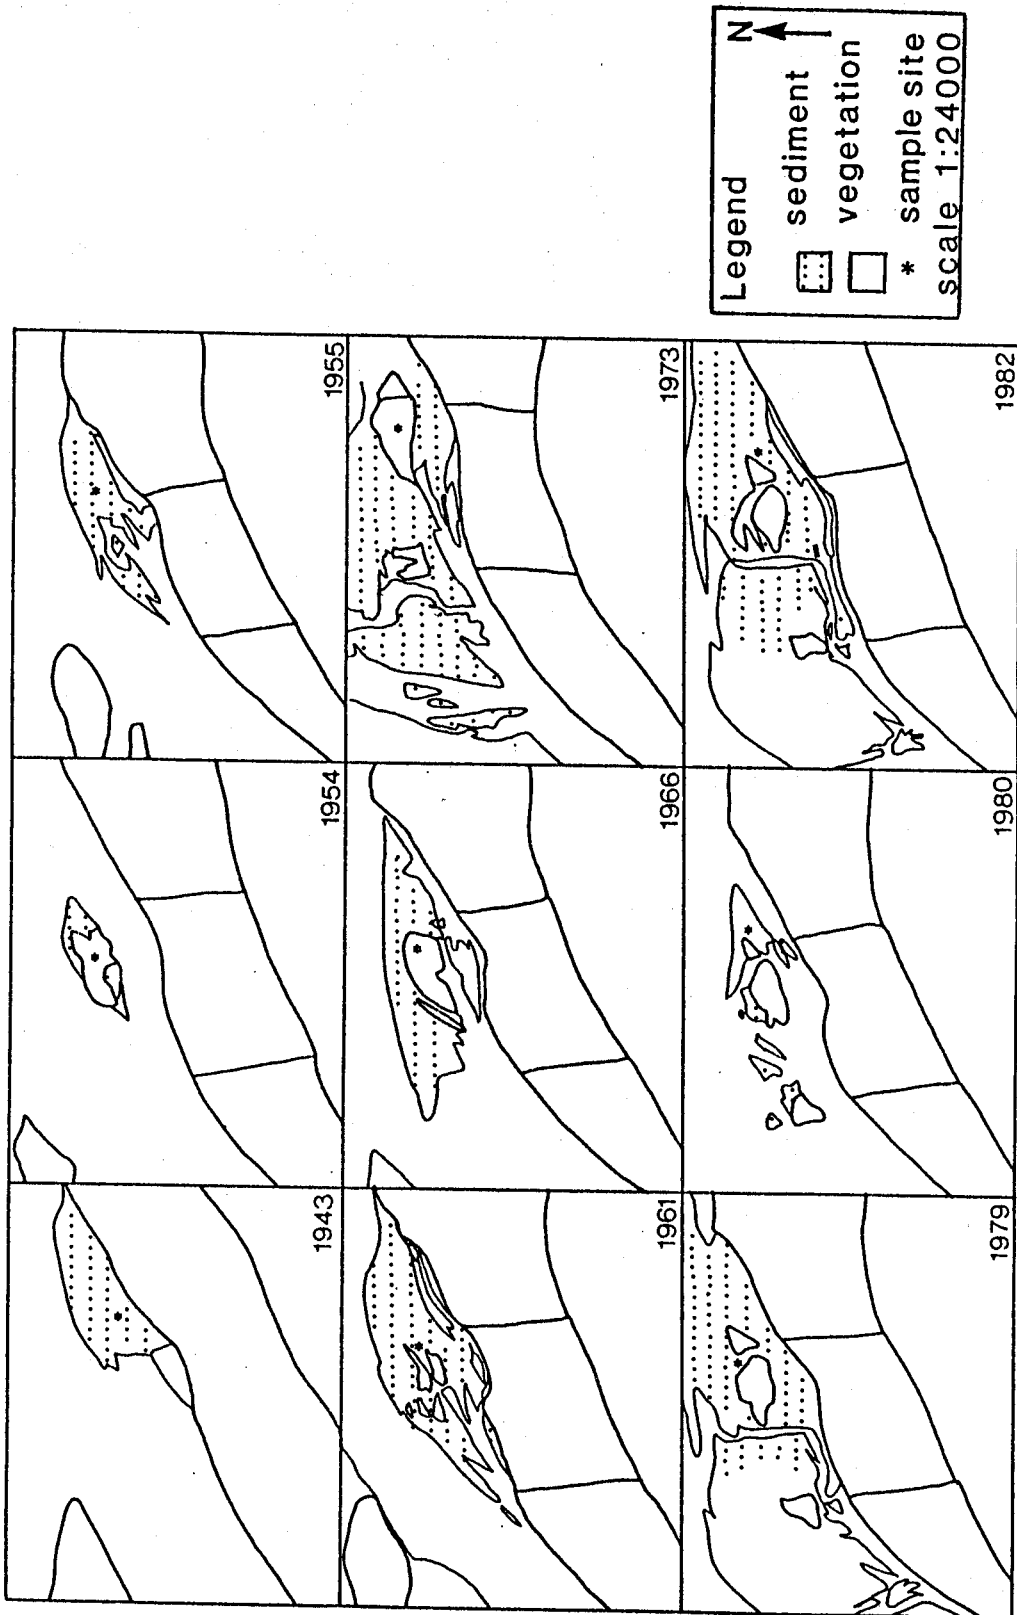 1943
1954
1955
1961
1966
1973
1979
1980
1982
Legend
N
sediment
vegetation
* sample site
scale 1:24000